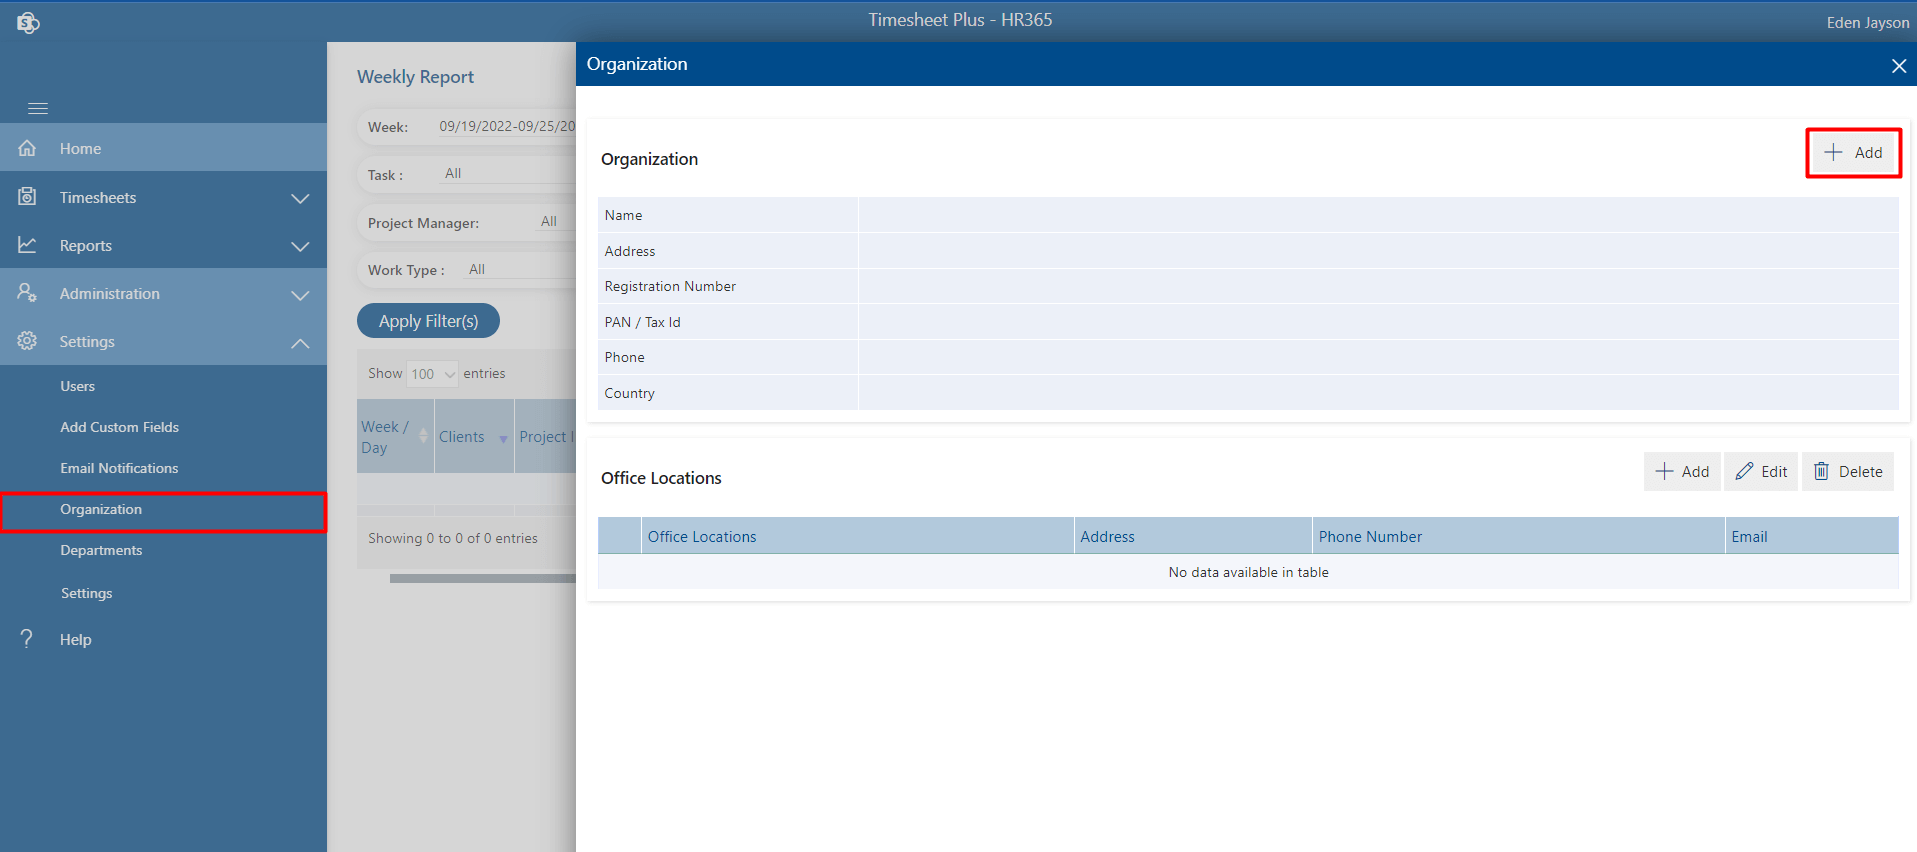 Timesheet Plus - HR365
Eden Jayson
Home
Timesheets
Reports
Administration
Settings
Users
Add Custom Fields
Email Notifications
Organization
Departments
Settings
Help
Weekly Report
Week: 09/19/2022-09/25/20
Task : All
Project Manager: All
Work Type : All
Apply Filter(s)
Show 100 entries
Week / Day Clients Project I
Showing 0 to 0 of 0 entries
Organization
Organization
Add
Name
Address
Registration Number
PAN / Tax Id
Phone
Country
Office Locations
Add Edit Delete
Office Locations Address Phone Number Email
No data available in table